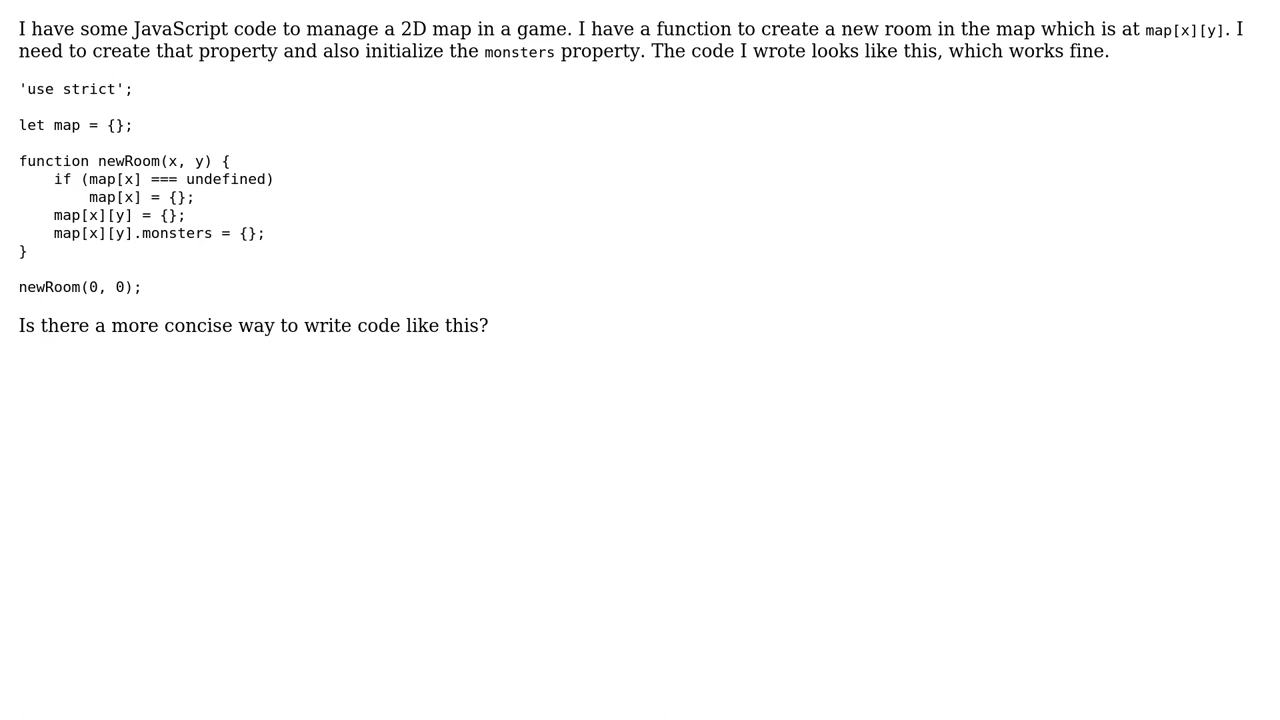 I have some JavaScript code to manage a 2D map in a game. I have a function to create a new room in the map which is at map[x][y]. I
need to create that property and also initialize the monsters property. The code I wrote looks like this, which works fine.
'use strict';
let map = {};
function newRoom(x, y) {
    if (map[x] === undefined)
        map[x] = {};
    map[x][y] = {};
    map[x][y].monsters = {};
}
newRoom(0, 0);
Is there a more concise way to write code like this?